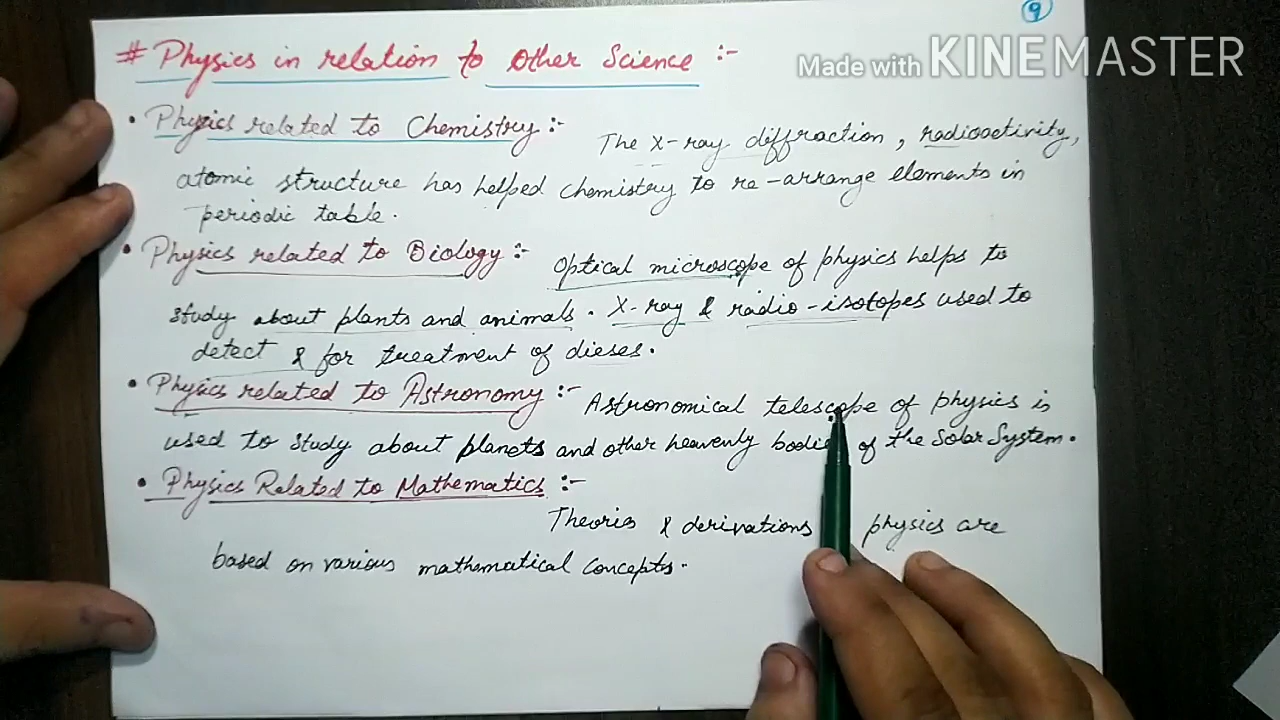 9
# Physics in relation to Other Science :-
Made with KINEMASTER
• Physics related to Chemistry :- The X-ray diffraction, radioactivity,
atomic structure has helped chemistry to re-arrange elements in
periodic table.
• Physics related to Biology :- Optical microscope of physics helps to
study about plants and animals. X-ray & radio-isotopes used to
detect & for treatment of dieses.
• Physics related to Astronomy :- Astronomical telescope of physics is
used to study about planets and other heavenly bodies of the Solar System.
• Physics Related to Mathematics :-
Theories & derivations physics are
based on various mathematical concepts.